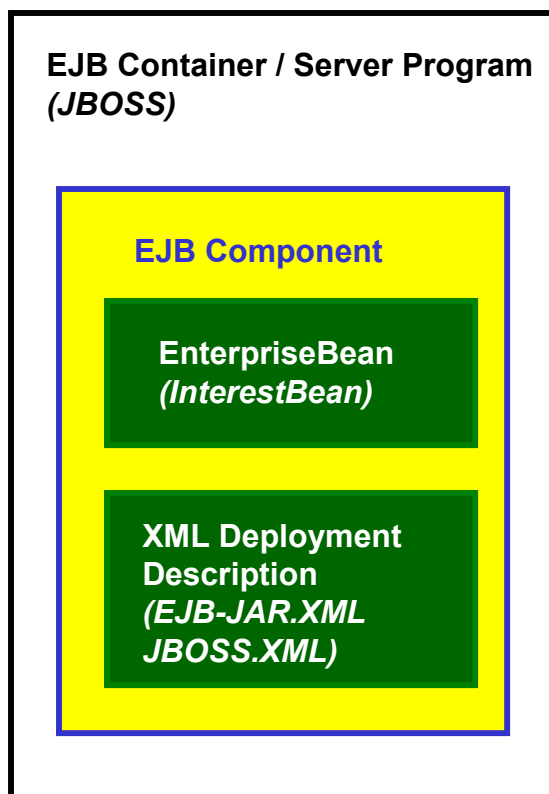 EJB Container / Server Program
(JBOSS)
EJB Component
EnterpriseBean
(InterestBean)
XML Deployment
Description
(EJB-JAR.XML
JBOSS.XML)